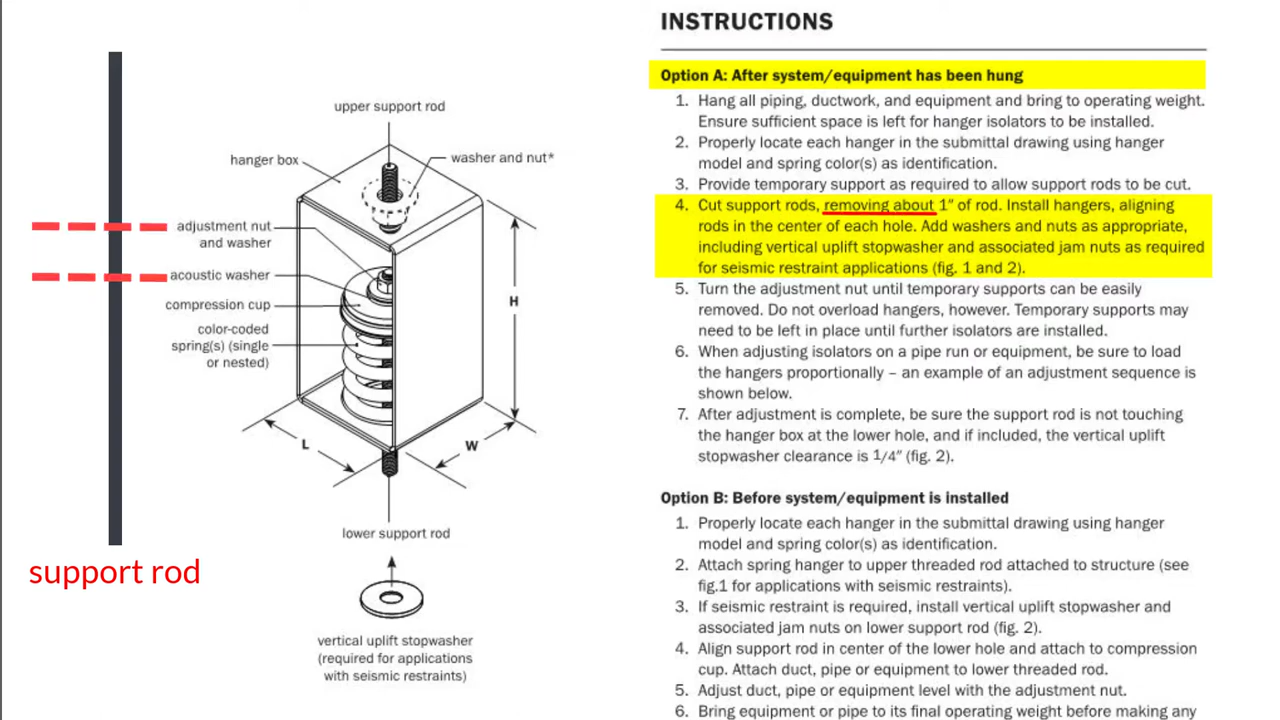 upper support rod
hanger box
washer and nut*
adjustment nut
and washer
acoustic washer
compression cup
color-coded
spring(s) (single
or nested)
H
L
W
lower support rod
support rod
vertical uplift stopwasher
(required for applications
with seismic restraints)
INSTRUCTIONS
Option A: After system/equipment has been hung
1. Hang all piping, ductwork, and equipment and bring to operating weight.
Ensure sufficient space is left for hanger isolators to be installed.
2. Properly locate each hanger in the submittal drawing using hanger
model and spring color(s) as identification.
3. Provide temporary support as required to allow support rods to be cut.
4. Cut support rods, removing about 1″ of rod. Install hangers, aligning
rods in the center of each hole. Add washers and nuts as appropriate,
including vertical uplift stopwasher and associated jam nuts as required
for seismic restraint applications (fig. 1 and 2).
5. Turn the adjustment nut until temporary supports can be easily
removed. Do not overload hangers, however. Temporary supports may
need to be left in place until further isolators are installed.
6. When adjusting isolators on a pipe run or equipment, be sure to load
the hangers proportionally – an example of an adjustment sequence is
shown below.
7. After adjustment is complete, be sure the support rod is not touching
the hanger box at the lower hole, and if included, the vertical uplift
stopwasher clearance is 1/4″ (fig. 2).
Option B: Before system/equipment is installed
1. Properly locate each hanger in the submittal drawing using hanger
model and spring color(s) as identification.
2. Attach spring hanger to upper threaded rod attached to structure (see
fig.1 for applications with seismic restraints).
3. If seismic restraint is required, install vertical uplift stopwasher and
associated jam nuts on lower support rod (fig. 2).
4. Align support rod in center of the lower hole and attach to compression
cup. Attach duct, pipe or equipment to lower threaded rod.
5. Adjust duct, pipe or equipment level with the adjustment nut.
6. Bring equipment or pipe to its final operating weight before making any